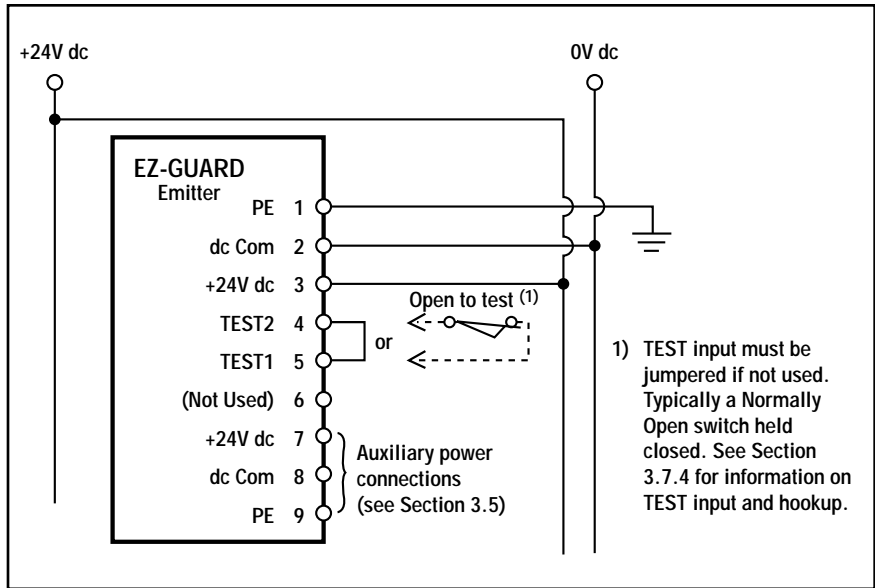 +24V dc
0V dc
EZ-GUARD
Emitter
PE 1
dc Com 2
+24V dc 3
TEST2 4
TEST1 5
(Not Used) 6
+24V dc 7
dc Com 8
PE 9
Open to test (1)
or
Auxiliary power
connections
(see Section 3.5)
1) TEST input must be
jumpered if not used.
Typically a Normally
Open switch held
closed. See Section
3.7.4 for information on
TEST input and hookup.